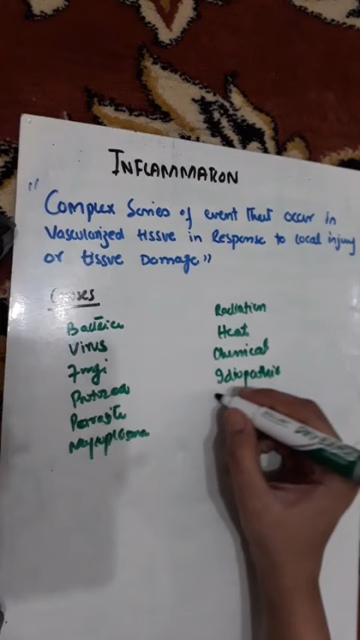 INFLAMMATION
"Complex Series of event that occur in
Vascularized tissue in Response to local injury
or tissue Damage"
Causes
Bacteria
Virus
Fungi
Protozoa
Parasite
Mycoplasma
Radiation
Heat
Chemical
Idiopathic